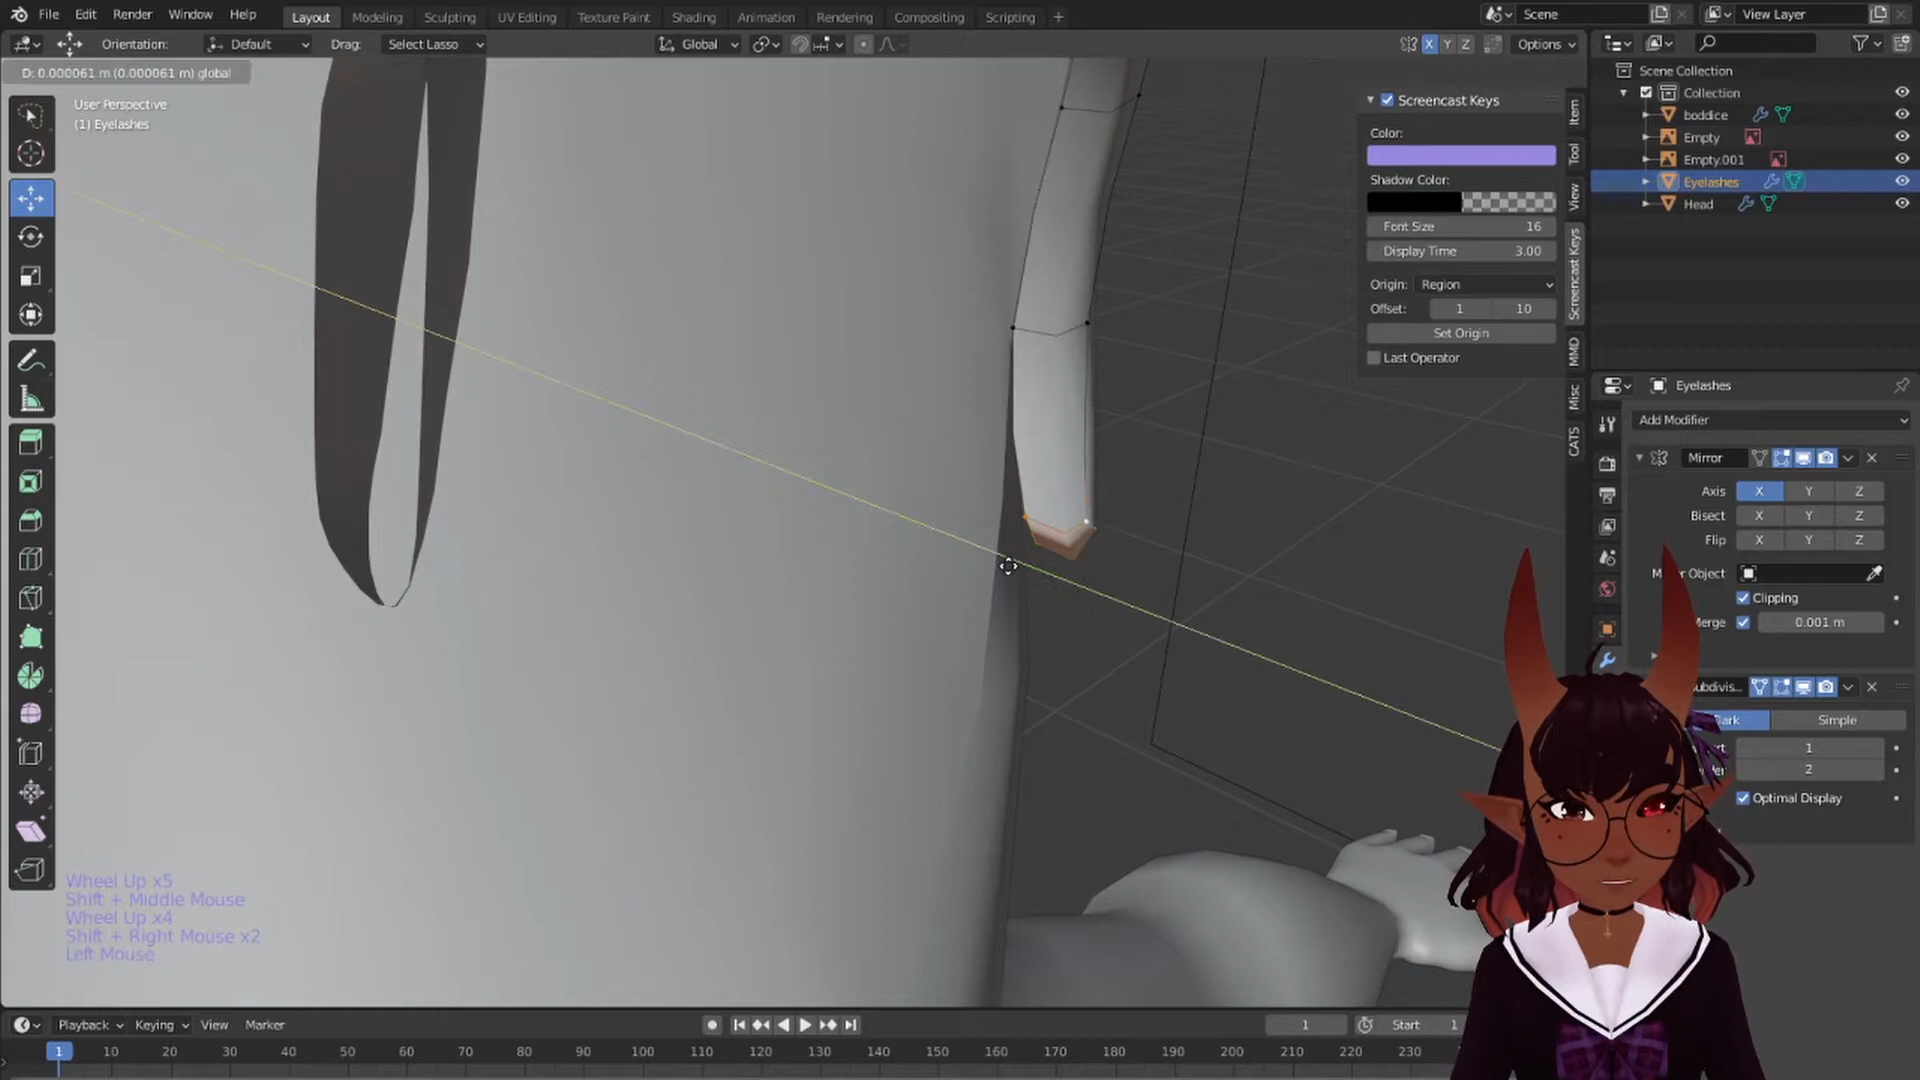 File Edit Render Window Help
Layout Modeling Sculpting UV Editing Texture Paint Shading Animation Rendering Compositing Scripting +
Scene
View Layer
Orientation: Default Drag: Select Lasso
Global
X Y Z Options
D: 0.000061 m (0.000061 m) global
User Perspective
(1) Eyelashes
Screencast Keys
Color:
Shadow Color:
Font Size 16
Display Time 3.00
Origin: Region
Offset: 1 10
Set Origin
Last Operator
Item
Tool
View
Screencast Keys
MMD
Misc
CATS
Scene Collection
Collection
boddice
Empty
Empty.001
Eyelashes
Head
Eyelashes
Add Modifier
Mirror
Axis X Y Z
Bisect X Y Z
Flip X Y Z
Object
Clipping
Merge 0.001 m
Simple
1
2
Optimal Display
Wheel Up x5
Shift + Middle Mouse
Wheel Up x4
Shift + Right Mouse x2
Left Mouse
Playback Keying View Marker
1 Start 1
1 10 20 30 40 50 60 70 80 90 100 110 120 130 140 150 160 170 180 190 200 210 220 230